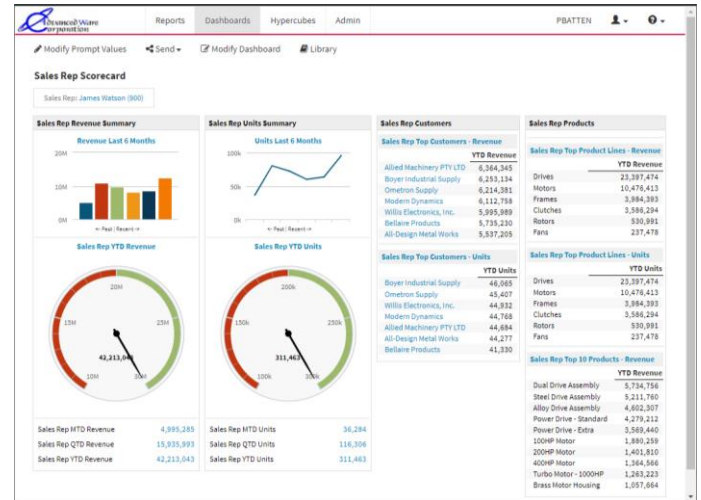 Advanced Ware Corporation
Reports Dashboards Hypercubes Admin PBATTEN
Modify Prompt Values Send Modify Dashboard Library
Sales Rep Scorecard
Sales Rep: James Watson (900)
Sales Rep Revenue Summary
Revenue Last 6 Months
20M
10M
0M
<- Past | Recent ->
Sales Rep YTD Revenue
20M
15M 25M
42,213,043
10M 30M
Sales Rep MTD Revenue 4,995,285
Sales Rep QTD Revenue 15,935,993
Sales Rep YTD Revenue 42,213,043
Sales Rep Units Summary
Units Last 6 Months
100k
50k
0k
<- Past | Recent ->
Sales Rep YTD Units
200k
150k 250k
311,463
100k 300k
Sales Rep MTD Units 36,284
Sales Rep QTD Units 116,306
Sales Rep YTD Units 311,463
Sales Rep Customers
Sales Rep Top Customers - Revenue
YTD Revenue
Allied Machinery PTY LTD 6,364,345
Boyer Industrial Supply 6,253,134
Ometron Supply 6,214,381
Modern Dynamics 6,112,758
Willis Electronics, Inc. 5,995,989
Bellaire Products 5,735,230
All-Design Metal Works 5,537,205
Sales Rep Top Customers - Units
YTD Units
Boyer Industrial Supply 46,065
Ometron Supply 45,407
Willis Electronics, Inc. 44,932
Modern Dynamics 44,768
Allied Machinery PTY LTD 44,684
All-Design Metal Works 44,277
Bellaire Products 41,330
Sales Rep Products
Sales Rep Top Product Lines - Revenue
YTD Revenue
Drives 23,397,474
Motors 10,476,413
Frames 3,984,393
Clutches 3,586,294
Rotors 530,991
Fans 237,478
Sales Rep Top Product Lines - Units
YTD Units
Drives 23,397,474
Motors 10,476,413
Frames 3,984,393
Clutches 3,586,294
Rotors 530,991
Fans 237,478
Sales Rep Top 10 Products - Revenue
YTD Revenue
Dual Drive Assembly 5,734,756
Steel Drive Assembly 5,211,760
Alloy Drive Assembly 4,602,307
Power Drive - Standard 4,279,212
Power Drive - Extra 3,569,440
100HP Motor 1,880,259
200HP Motor 1,401,810
400HP Motor 1,364,566
Turbo Motor - 1000HP 1,263,223
Brass Motor Housing 1,057,664